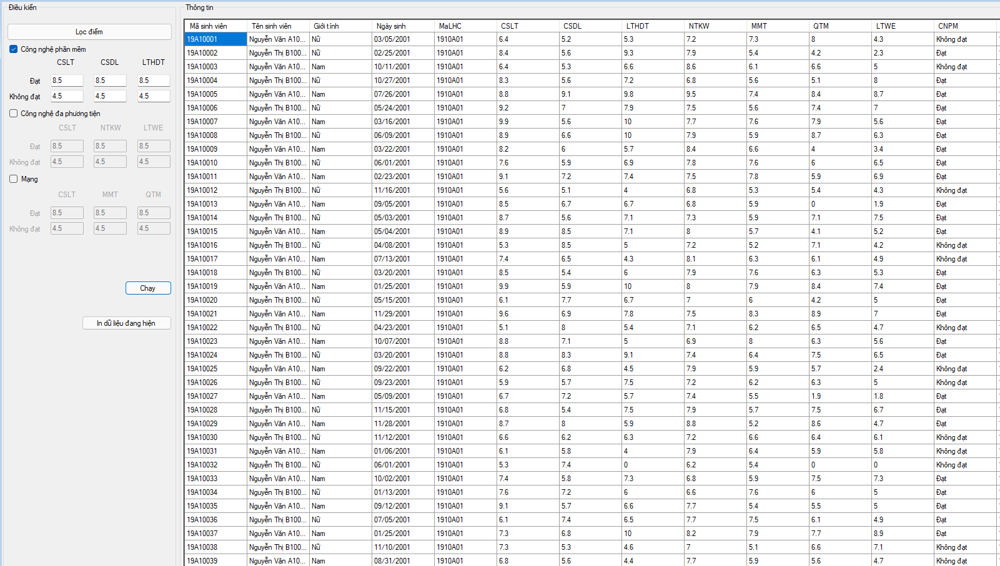 Điều kiển
Lọc điểm
Công nghệ phần mềm
CSLT CSDL LTHDT
Đạt 8.5 8.5 8.5
Không đạt 4.5 4.5 4.5
Công nghệ đa phương tiện
CSLT NTKW LTWE
Đạt 8.5 8.5 8.5
Không đạt 4.5 4.5 4.5
Mạng
CSLT MMT QTM
Đạt 8.5 8.5 8.5
Không đạt 4.5 4.5 4.5
Chạy
In dữ liệu đang hiện
Thông tin
Mã sinh viên Tên sinh viên Giới tính Ngày sinh MaLHC CSLT CSDL LTHDT NTKW MMT QTM LTWE CNPM
19A10001 Nguyễn Văn A10... Nữ 03/05/2001 1910A01 6.4 5.2 5.3 7.2 7.3 8 4.3 Không đạt
19A10002 Nguyễn Thị B100... Nữ 02/25/2001 1910A01 8.4 5.6 9.3 7.9 5.4 4.2 2.3 Đạt
19A10003 Nguyễn Văn A10... Nam 10/11/2001 1910A01 6.4 5.3 6.6 8.6 6.1 6.6 5 Không đạt
19A10004 Nguyễn Thị B100... Nữ 10/27/2001 1910A01 8.3 5.6 7.2 6.8 5.6 5.1 8 Đạt
19A10005 Nguyễn Văn A10... Nam 07/26/2001 1910A01 8.8 9.1 9.8 9.5 7.4 8.4 8.7 Đạt
19A10006 Nguyễn Thị B100... Nữ 05/24/2001 1910A01 9.2 7 7.9 7.5 5.6 7.4 7 Đạt
19A10007 Nguyễn Văn A10... Nam 03/16/2001 1910A01 9.9 5.6 10 7.7 7.6 7.9 5.6 Đạt
19A10008 Nguyễn Thị B100... Nữ 06/09/2001 1910A01 8.9 6.6 10 7.9 5.9 8.7 6.3 Đạt
19A10009 Nguyễn Văn A10... Nam 03/22/2001 1910A01 8.2 6 5.7 8.4 6.6 4 3.4 Đạt
19A10010 Nguyễn Thị B100... Nữ 06/01/2001 1910A01 7.6 5.9 6.9 7.8 7.6 6 6.5 Đạt
19A10011 Nguyễn Văn A10... Nam 02/23/2001 1910A01 9.1 7.2 7.4 7.5 7.8 5.9 6.9 Đạt
19A10012 Nguyễn Thị B100... Nữ 11/16/2001 1910A01 5.6 5.1 4 6.8 5.3 5.4 4.3 Không đạt
19A10013 Nguyễn Văn A10... Nam 09/05/2001 1910A01 8.5 6.7 6.7 6.8 5.9 0 1.9 Đạt
19A10014 Nguyễn Thị B100... Nữ 05/03/2001 1910A01 8.7 5.6 7.1 7.3 5.9 7.1 7.5 Đạt
19A10015 Nguyễn Văn A10... Nam 05/04/2001 1910A01 8.9 8.5 7.1 8 5.7 4.1 5.2 Đạt
19A10016 Nguyễn Thị B100... Nữ 04/08/2001 1910A01 5.3 8.5 5 7.2 5.2 7.1 4.2 Không đạt
19A10017 Nguyễn Văn A10... Nam 07/13/2001 1910A01 7.4 6.5 4.3 8.1 6.3 6.1 4.9 Không đạt
19A10018 Nguyễn Thị B100... Nữ 03/20/2001 1910A01 8.5 5.4 6 7.9 7.6 6.3 5.3 Đạt
19A10019 Nguyễn Văn A10... Nam 01/25/2001 1910A01 9.9 5.9 10 8 7.9 8.4 7.4 Đạt
19A10020 Nguyễn Thị B100... Nữ 05/15/2001 1910A01 6.1 7.7 6.7 7 6 4.2 5 Đạt
19A10021 Nguyễn Văn A10... Nam 11/29/2001 1910A01 9.6 6.9 7.8 7.5 8.3 8.9 7 Đạt
19A10022 Nguyễn Thị B100... Nữ 04/23/2001 1910A01 5.1 8 5.4 7.1 6.2 6.5 4.7 Không đạt
19A10023 Nguyễn Văn A10... Nam 10/07/2001 1910A01 8.8 7.1 5 6.9 8 6.3 5.6 Đạt
19A10024 Nguyễn Thị B100... Nữ 03/20/2001 1910A01 8.8 8.3 9.1 7.4 6.4 7.5 6.5 Đạt
19A10025 Nguyễn Văn A10... Nam 09/22/2001 1910A01 6.2 6.8 4.5 7.9 5.9 5.7 2.4 Không đạt
19A10026 Nguyễn Thị B100... Nữ 09/23/2001 1910A01 5.9 5.7 7.5 7.2 6.2 6.3 5 Không đạt
19A10027 Nguyễn Văn A10... Nam 05/09/2001 1910A01 6.7 7.2 5.7 7.4 5.5 1.9 1.8 Đạt
19A10028 Nguyễn Thị B100... Nữ 11/15/2001 1910A01 6.8 5.4 7.5 7.9 5.7 7.5 6.7 Đạt
19A10029 Nguyễn Văn A10... Nam 11/28/2001 1910A01 8.7 8 5.9 8.8 5.2 8.6 4.7 Đạt
19A10030 Nguyễn Thị B100... Nữ 11/12/2001 1910A01 6.6 6.2 6.3 7.2 6.6 6.4 6.1 Không đạt
19A10031 Nguyễn Văn A10... Nam 01/06/2001 1910A01 6.1 5.8 4 7.9 6.4 5.9 5.8 Không đạt
19A10032 Nguyễn Thị B100... Nữ 06/01/2001 1910A01 5.3 7.4 0 6.2 5.4 0 0 Không đạt
19A10033 Nguyễn Văn A10... Nam 10/02/2001 1910A01 7.4 5.8 7.3 6.8 5.9 7.5 7.3 Đạt
19A10034 Nguyễn Thị B100... Nữ 01/13/2001 1910A01 7.6 7.2 6 6.6 7.6 6 5 Đạt
19A10035 Nguyễn Văn A10... Nam 09/12/2001 1910A01 9.1 5.7 6.6 7.7 5.4 5.5 5 Đạt
19A10036 Nguyễn Thị B100... Nữ 07/05/2001 1910A01 6.1 7.4 6.5 7.7 7.5 6.1 4.9 Đạt
19A10037 Nguyễn Văn A10... Nam 01/25/2001 1910A01 7.3 6.8 10 8.2 7.9 7.7 8.9 Đạt
19A10038 Nguyễn Thị B100... Nữ 11/10/2001 1910A01 7.3 5.3 4.6 7 5.1 6.6 7.1 Không đạt
19A10039 Nguyễn Văn A10... Nam 08/31/2001 1910A01 6.8 5.6 4.4 7.7 5.9 5.6 4.7 Không đạt